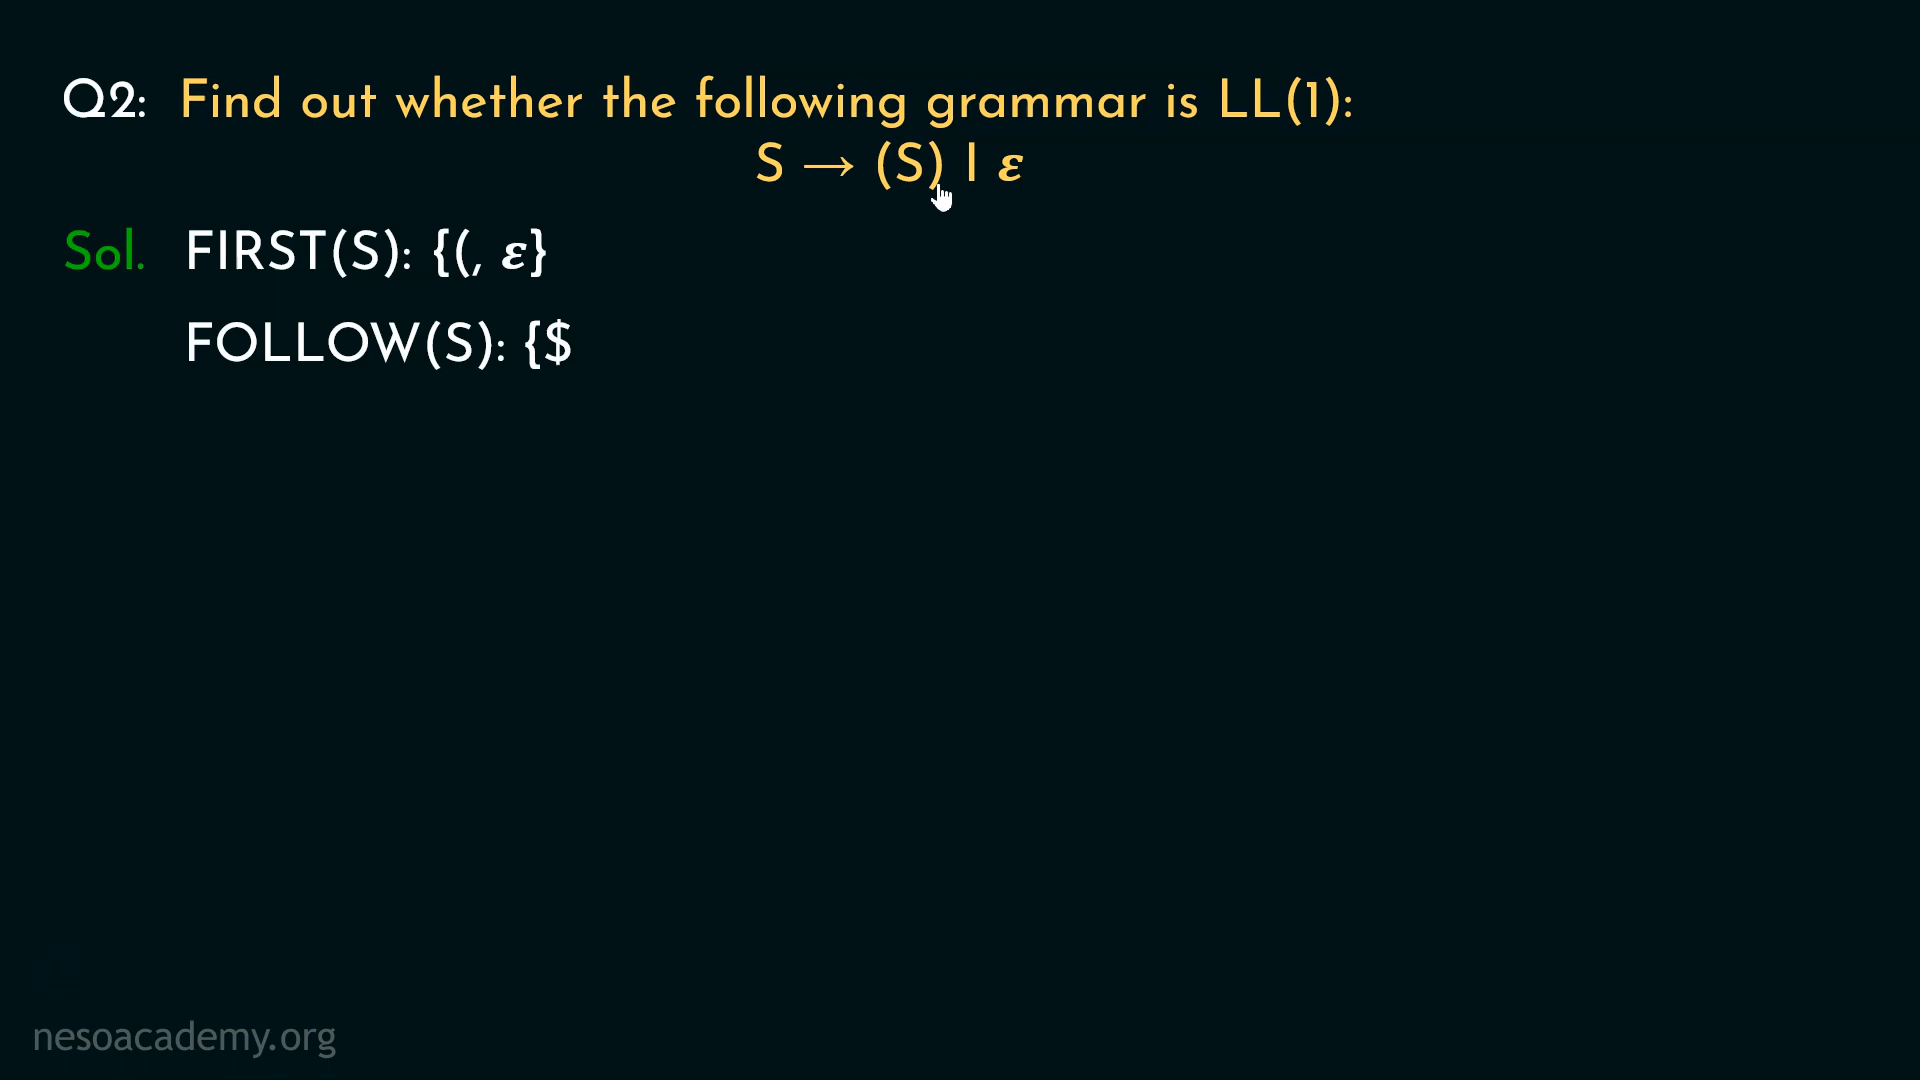 Q2: Find out whether the following grammar is LL(1):
S → (S) | ε
Sol. FIRST(S): {(, ε}
FOLLOW(S): {$
nesoacademy.org